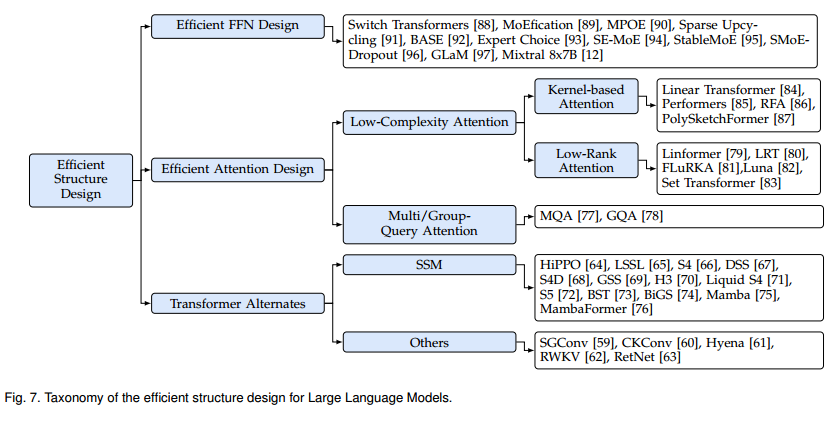 Efficient FFN Design
Switch Transformers [88], MoEfication [89], MPOE [90], Sparse Upcy-
cling [91], BASE [92], Expert Choice [93], SE-MoE [94], StableMoE [95], SMoE-
Dropout [96], GLaM [97], Mixtral 8x7B [12]
Efficient
Structure
Design
Efficient Attention Design
Low-Complexity Attention
Kernel-based
Attention
Linear Transformer [84],
Performers [85], RFA [86],
PolySketchFormer [87]
Low-Rank
Attention
Linformer [79], LRT [80],
FLuRKA [81],Luna [82],
Set Transformer [83]
Multi/Group-
Query Attention
MQA [77], GQA [78]
Transformer Alternates
SSM
HiPPO [64], LSSL [65], S4 [66], DSS [67],
S4D [68], GSS [69], H3 [70], Liquid S4 [71],
S5 [72], BST [73], BiGS [74], Mamba [75],
MambaFormer [76]
Others
SGConv [59], CKConv [60], Hyena [61],
RWKV [62], RetNet [63]
Fig. 7. Taxonomy of the efficient structure design for Large Language Models.